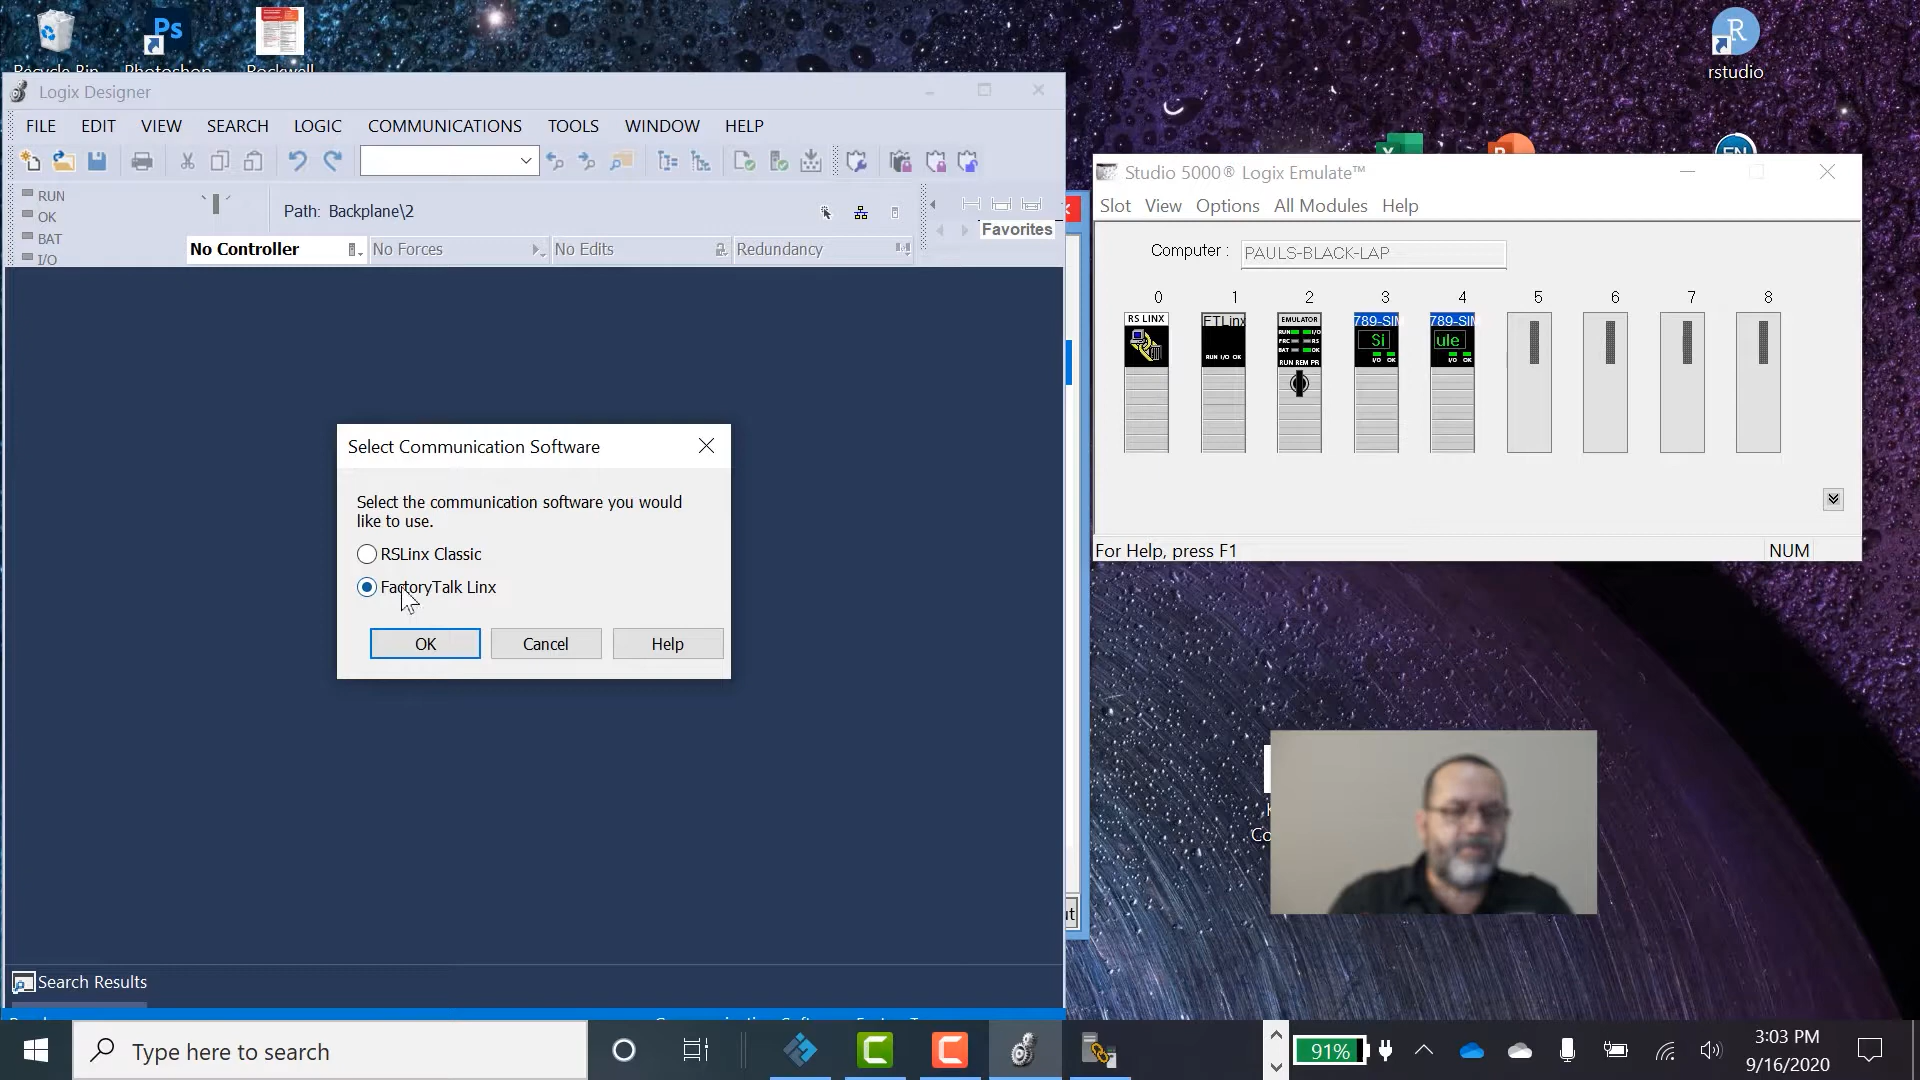 Recycle Bin
Photoshop
Rockwell
rstudio
Logix Designer
FILE EDIT VIEW SEARCH LOGIC COMMUNICATIONS TOOLS WINDOW HELP
RUN
OK
BAT
I/O
Path: Backplane\2
No Controller
No Forces
No Edits
Redundancy
Favorites
Select Communication Software
Select the communication software you would
like to use.
RSLinx Classic
FactoryTalk Linx
OK
Cancel
Help
Search Results
Studio 5000® Logix Emulate™
Slot View Options All Modules Help
Computer : PAULS-BLACK-LAP
0 1 2 3 4 5 6 7 8
RS LINX
FTLinx
RUN I/O OK
EMULATOR
RUN I/O
FRC RS
BAT OK
RUN REM PR
789-SIM
Si
I/O OK
789-SIM
ule
I/O OK
For Help, press F1
NUM
Type here to search
91%
3:03 PM
9/16/2020